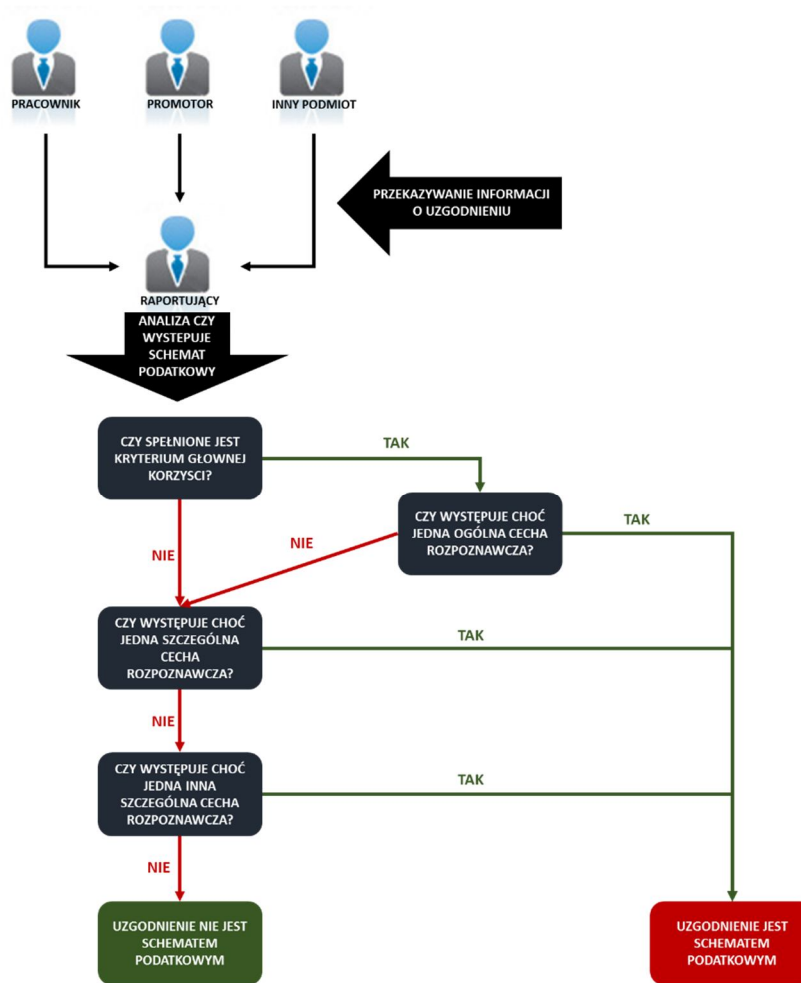 PRACOWNIK
PROMOTOR
INNY PODMIOT
PRZEKAZYWANIE INFORMACJI
O UZGODNIENIU
RAPORTUJĄCY
ANALIZA CZY
WYSTEPUJE
SCHEMAT
PODATKOWY
CZY SPEŁNIONE JEST
KRYTERIUM GŁOWNEJ
KORZYSCI?
TAK
CZY WYSTĘPUJE CHOĆ
JEDNA OGÓLNA CECHA
ROZPOZNAWCZA?
TAK
NIE
NIE
CZY WYSTĘPUJE CHOĆ
JEDNA SZCZEGÓLNA
CECHA
ROZPOZNAWCZA?
TAK
NIE
CZY WYSTĘPUJE CHOĆ
JEDNA INNA
SZCZEGÓLNA CECHA
ROZPOZNAWCZA?
TAK
NIE
UZGODNIENIE NIE JEST
SCHEMATEM
PODATKOWYM
UZGODNIENIE JEST
SCHEMATEM
PODATKOWYM